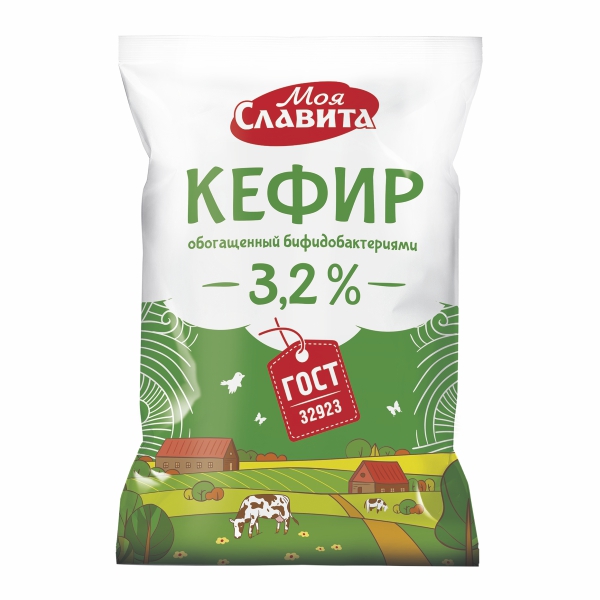 Моя
Славита
КЕФИР
обогащенный бифидобактериями
3,2%
ГОСТ
32923